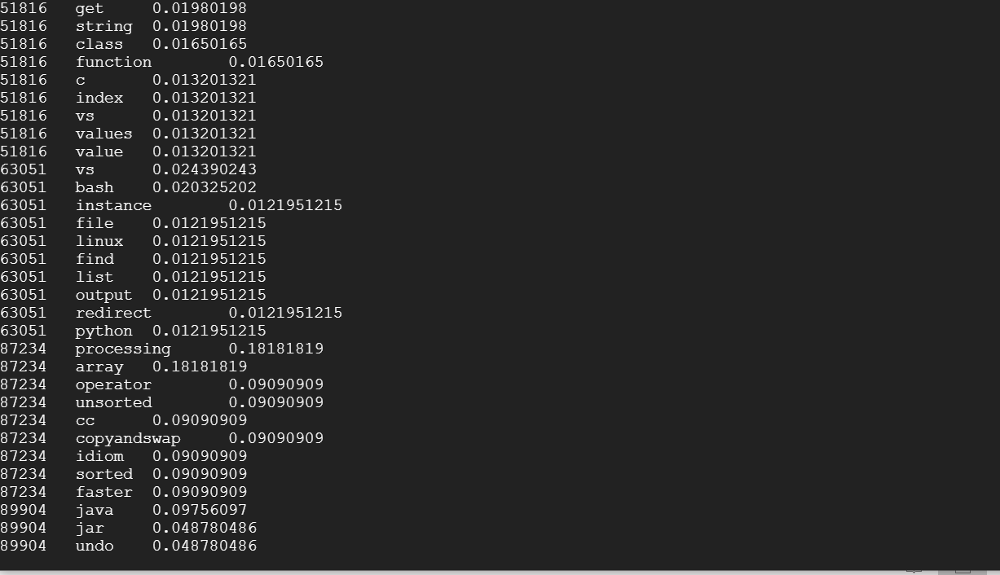 51816 get 0.01980198
51816 string 0.01980198
51816 class 0.01650165
51816 function 0.01650165
51816 c 0.013201321
51816 index 0.013201321
51816 vs 0.013201321
51816 values 0.013201321
51816 value 0.013201321
63051 vs 0.024390243
63051 bash 0.020325202
63051 instance 0.0121951215
63051 file 0.0121951215
63051 linux 0.0121951215
63051 find 0.0121951215
63051 list 0.0121951215
63051 output 0.0121951215
63051 redirect 0.0121951215
63051 python 0.0121951215
87234 processing 0.18181819
87234 array 0.18181819
87234 operator 0.09090909
87234 unsorted 0.09090909
87234 cc 0.09090909
87234 copyandswap 0.09090909
87234 idiom 0.09090909
87234 sorted 0.09090909
87234 faster 0.09090909
89904 java 0.09756097
89904 jar 0.048780486
89904 undo 0.048780486